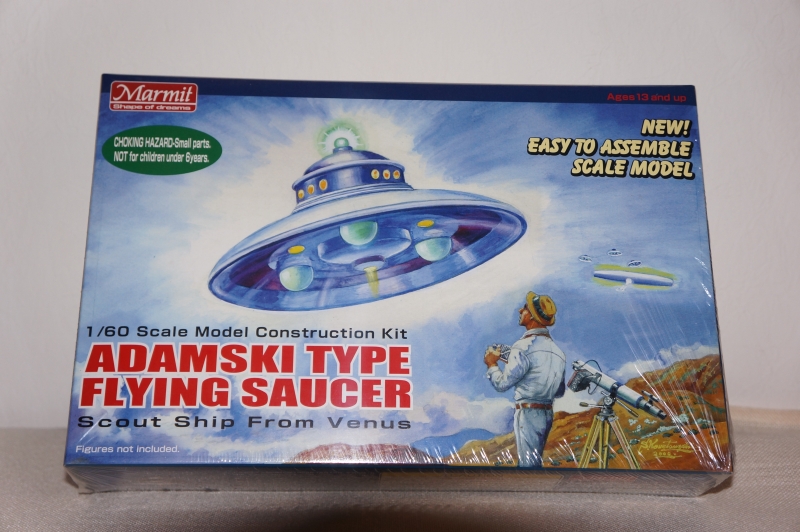 Marmit
Shape of dreams
Ages 13 and up
CHOKING HAZARD-Small parts.
NOT for children under 6years.
NEW!
EASY TO ASSEMBLE
SCALE MODEL
1/60 Scale Model Construction Kit
ADAMSKI TYPE
FLYING SAUCER
Scout Ship From Venus
Figures not included.